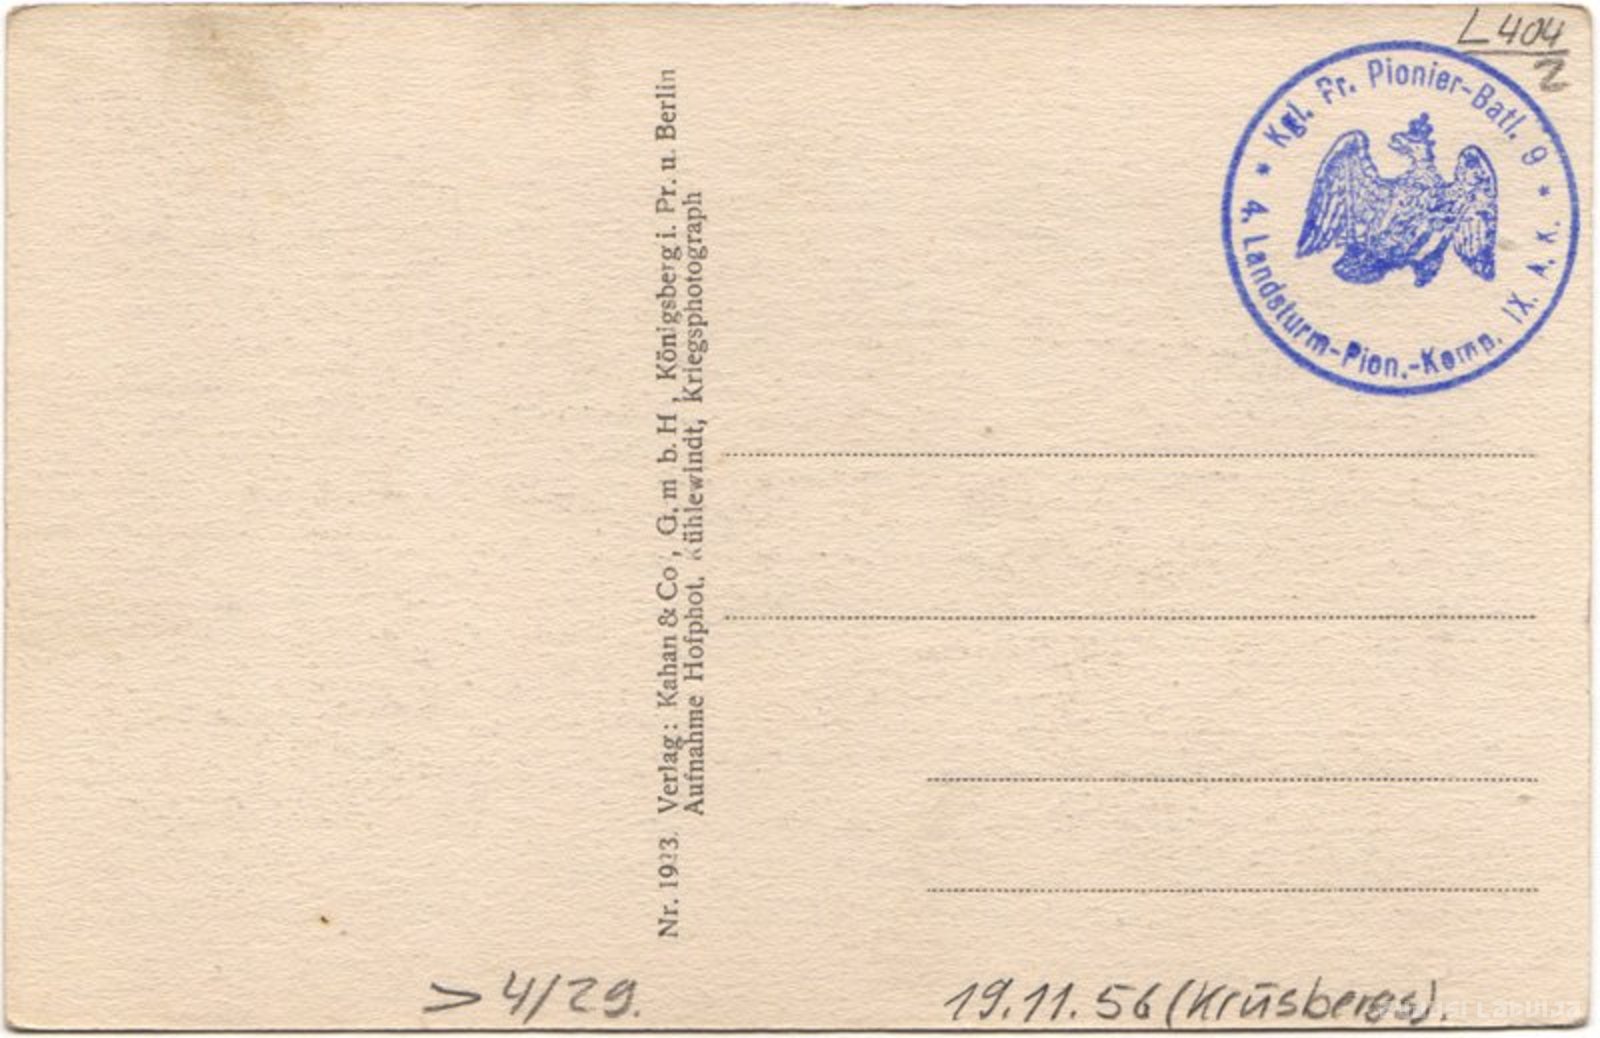 L 404
2
* Kgl. Pr. Pionier-Batl. 9 *
4. Landsturm-Pion.-Komp. IX. A. K.
Nr. 1923. Verlag: Kahan & Co, G. m b. H, Königsberg i. Pr. u. Berlin
Aufnahme Hofphot. Kühlewindt, Kriegsphotograph
> 4/29.
19.11.56 (Krūsbergs).